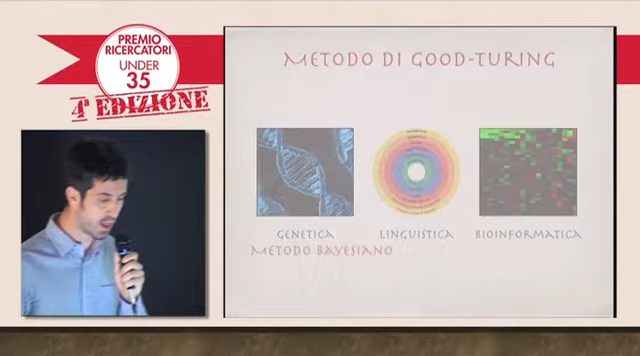 PREMIO
RICERCATORI
UNDER
35
4ª EDIZIONE
METODO DI GOOD-TURING
GENETICA
LINGUISTICA
BIOINFORMATICA
METODO BAYESIANO